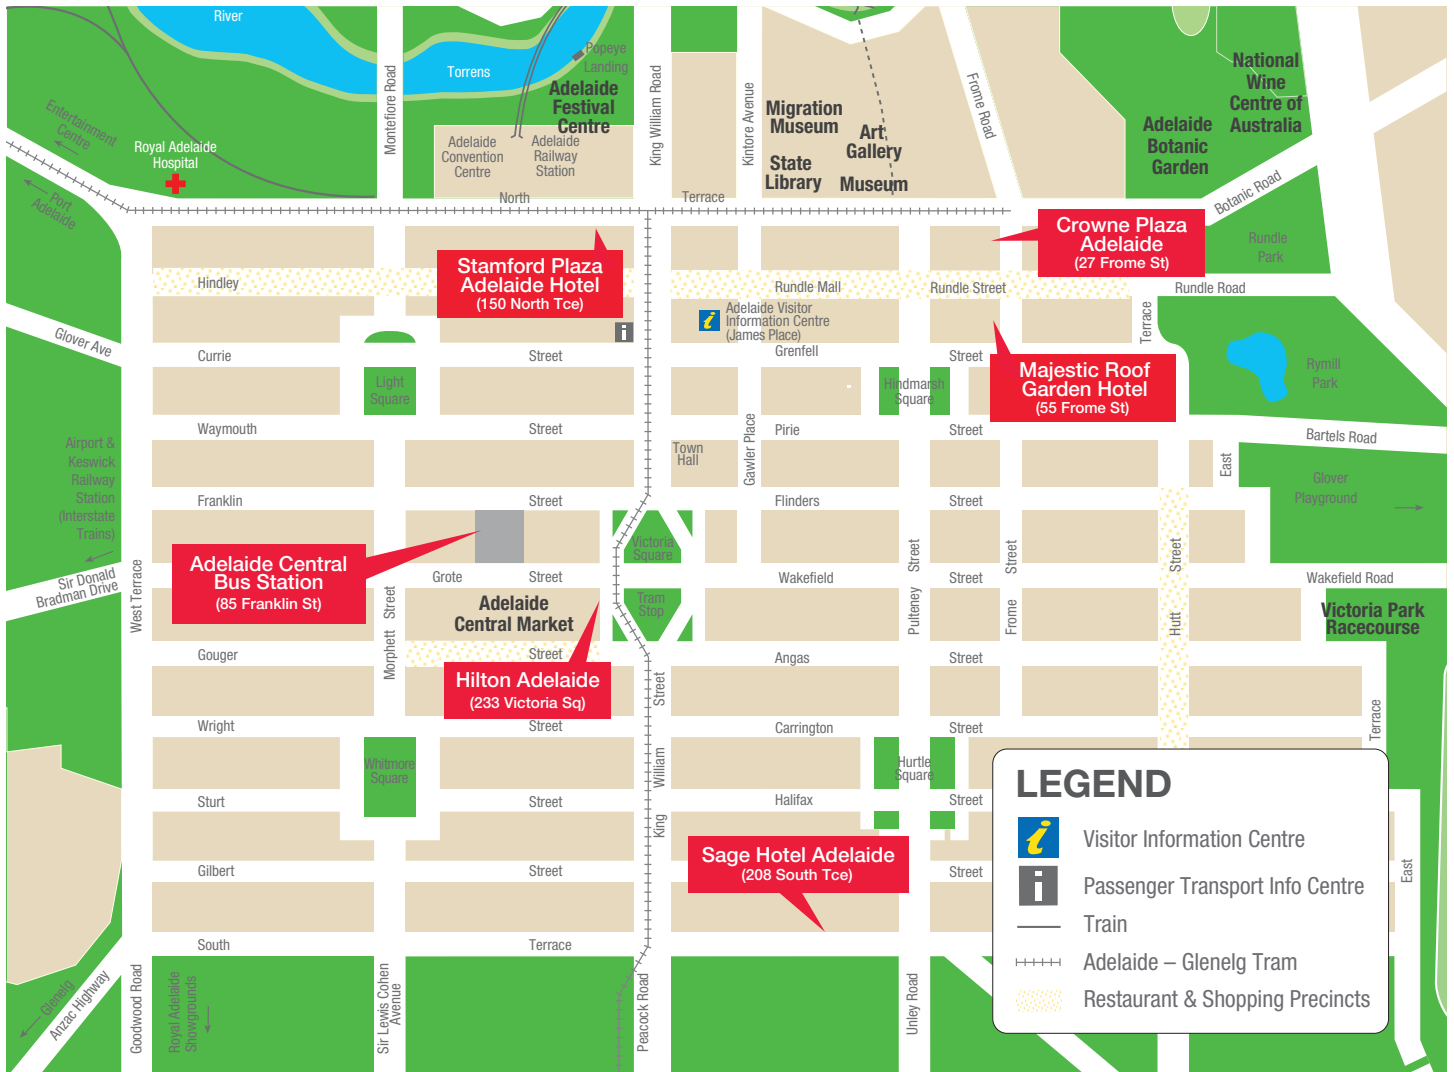 River
Torrens
Popeye
Landing
Adelaide
Festival
Centre
Montefiore Road
King William Road
Kintore Avenue
Frome Road
Migration
Museum
Art
Gallery
State
Library
Museum
National
Wine
Centre of
Australia
Adelaide
Botanic
Garden
Entertainment
Centre
Royal Adelaide
Hospital
Port
Adelaide
Adelaide
Convention
Centre
Adelaide
Railway
Station
North
Terrace
Botanic Road
Rundle
Park
Crowne Plaza
Adelaide
(27 Frome St)
Stamford Plaza
Adelaide Hotel
(150 North Tce)
Hindley
Rundle Mall
Rundle Street
Rundle Road
Glover Ave
Adelaide Visitor
Information Centre
(James Place)
Terrace
Currie
Street
Grenfell
Street
Light
Square
Hindmarsh
Square
Majestic Roof
Garden Hotel
(55 Frome St)
Rymill
Park
Waymouth
Street
Pirie
Street
Bartels Road
Airport &
Keswick
Railway
Station
(Interstate
Trains)
Town
Hall
Gawler Place
East
Glover
Playground
Franklin
Street
Flinders
Street
Victoria
Square
Adelaide Central
Bus Station
(85 Franklin St)
Sir Donald
Bradman Drive
West Terrace
Grote
Street
Wakefield
Street
Wakefield Road
Street
Pulteney
Street
Frome
Street
Hutt
Tram
Stop
Adelaide
Central Market
Street
Morphett
Victoria Park
Racecourse
Gouger
Street
Angas
Street
Hilton Adelaide
(233 Victoria Sq)
Street
William
King
Wright
Street
Carrington
Street
Terrace
East
Whitmore
Square
Hurtle
Square
Sturt
Street
Halifax
Street
Sage Hotel Adelaide
(208 South Tce)
Gilbert
Street
Street
South
Terrace
Glenelg
Anzac Highway
Goodwood Road
Royal Adelaide
Showgrounds
Sir Lewis Cohen
Avenue
Peacock Road
Unley Road
LEGEND
Visitor Information Centre
Passenger Transport Info Centre
Train
Adelaide – Glenelg Tram
Restaurant & Shopping Precincts